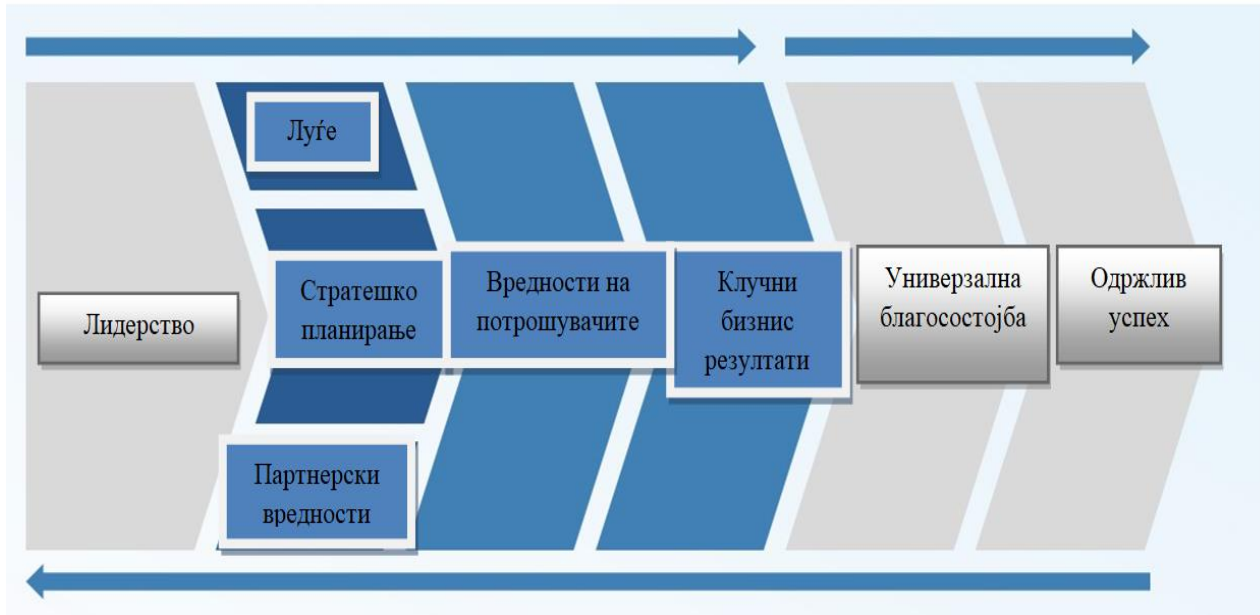 Луѓе
Лидерство
Стратешко
планирање
Вредности на
потрошувачите
Клучни
бизнис
резултати
Универзална
благосостојба
Одржлив
успех
Партнерски
вредности